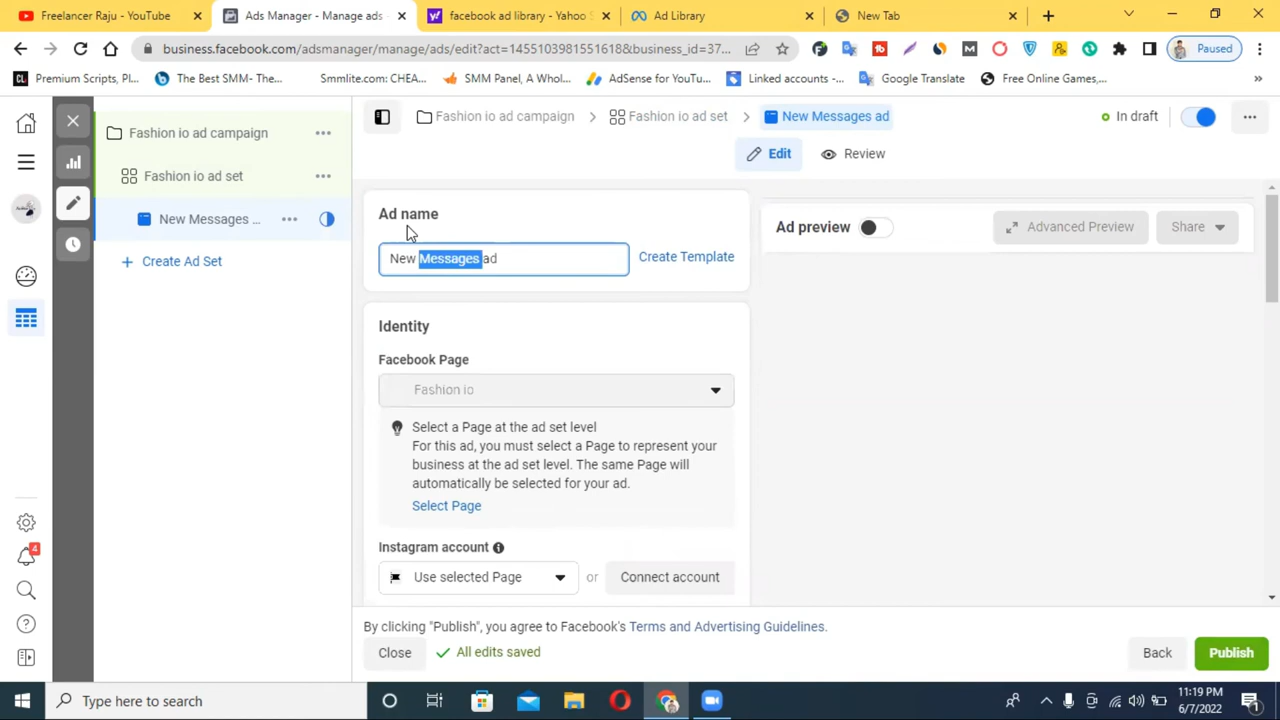 Freelancer Raju - YouTube
Ads Manager - Manage ads
facebook ad library - Yahoo S
Ad Library
New Tab
business.facebook.com/adsmanager/manage/ads/edit?act=1455103981551618&business_id=37...
Paused
Premium Scripts, Pl...
The Best SMM- The...
Smmlite.com: CHEA...
SMM Panel, A Whol...
AdSense for YouTu...
Linked accounts -...
Google Translate
Free Online Games,...
»
Fashion io ad campaign
Fashion io ad set
New Messages ...
+ Create Ad Set
Fashion io ad campaign
Fashion io ad set
New Messages ad
In draft
Edit
Review
Ad name
New Messages ad
Create Template
Ad preview
Advanced Preview
Share
Identity
Facebook Page
Fashion io
Select a Page at the ad set level
For this ad, you must select a Page to represent your
business at the ad set level. The same Page will
automatically be selected for your ad.
Select Page
Instagram account
Use selected Page
or
Connect account
By clicking "Publish", you agree to Facebook's Terms and Advertising Guidelines.
Close
All edits saved
Back
Publish
4
Type here to search
11:19 PM
6/7/2022
1